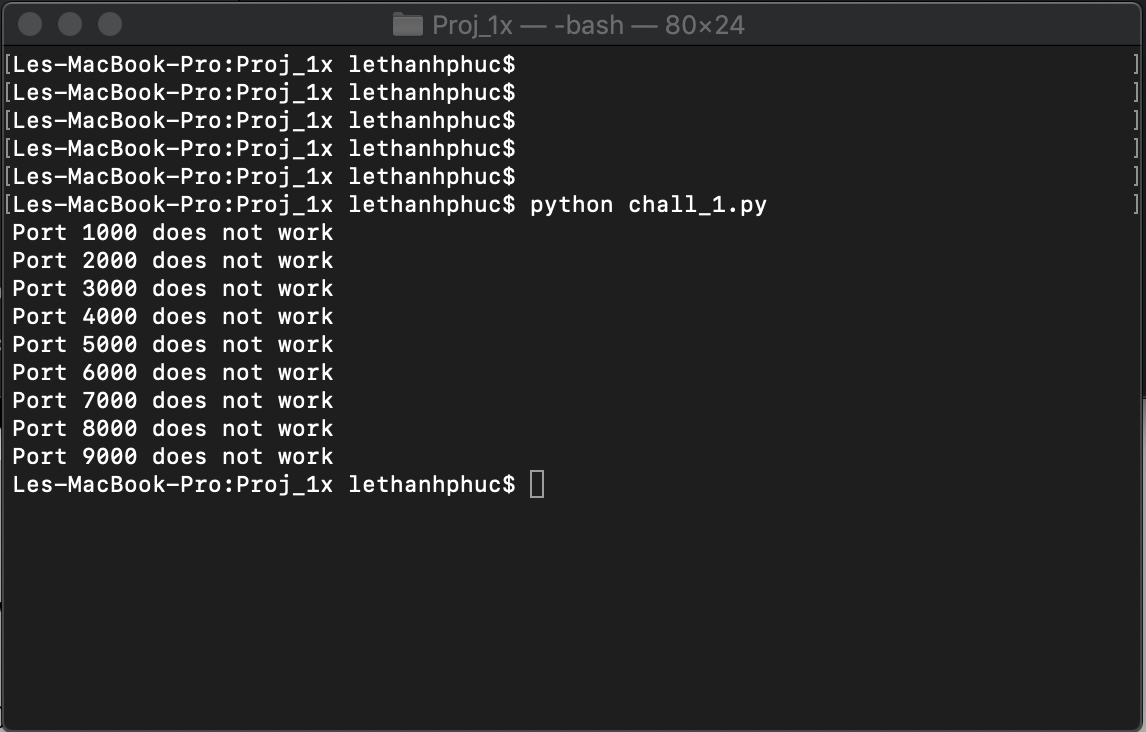 Proj_1x — -bash — 80×24
[Les-MacBook-Pro:Proj_1x lethanhphuc$ ]
[Les-MacBook-Pro:Proj_1x lethanhphuc$ ]
[Les-MacBook-Pro:Proj_1x lethanhphuc$ ]
[Les-MacBook-Pro:Proj_1x lethanhphuc$ ]
[Les-MacBook-Pro:Proj_1x lethanhphuc$ ]
[Les-MacBook-Pro:Proj_1x lethanhphuc$ python chall_1.py ]
Port 1000 does not work
Port 2000 does not work
Port 3000 does not work
Port 4000 does not work
Port 5000 does not work
Port 6000 does not work
Port 7000 does not work
Port 8000 does not work
Port 9000 does not work
Les-MacBook-Pro:Proj_1x lethanhphuc$